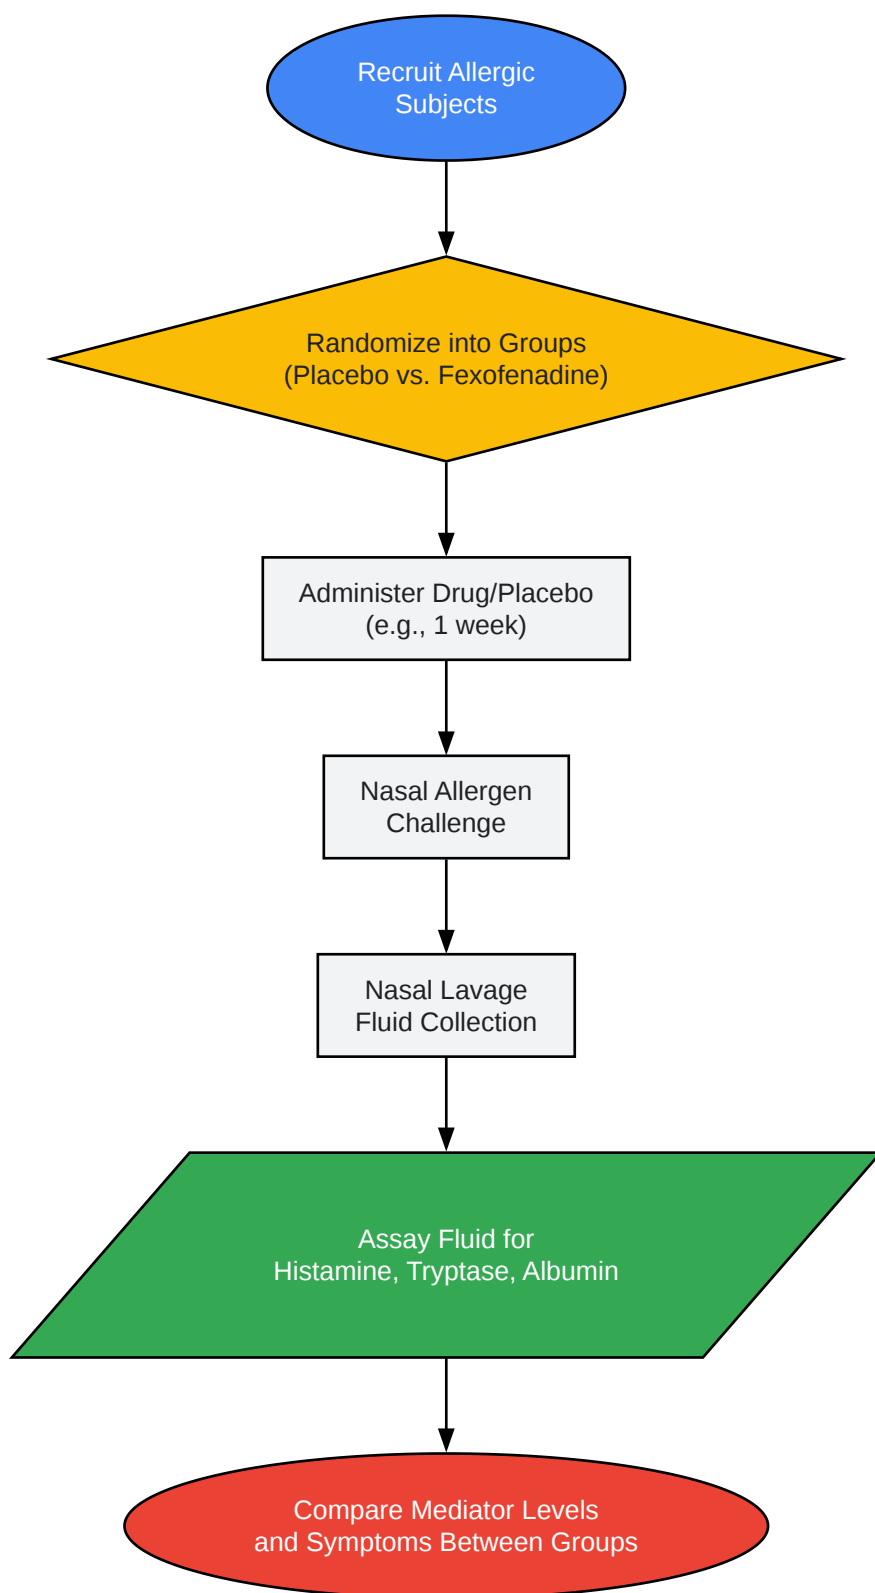 Recruit Allergic
Subjects
Randomize into Groups
(Placebo vs. Fexofenadine)
Administer Drug/Placebo
(e.g., 1 week)
Nasal Allergen
Challenge
Nasal Lavage
Fluid Collection
Assay Fluid for
Histamine, Tryptase, Albumin
Compare Mediator Levels
and Symptoms Between Groups